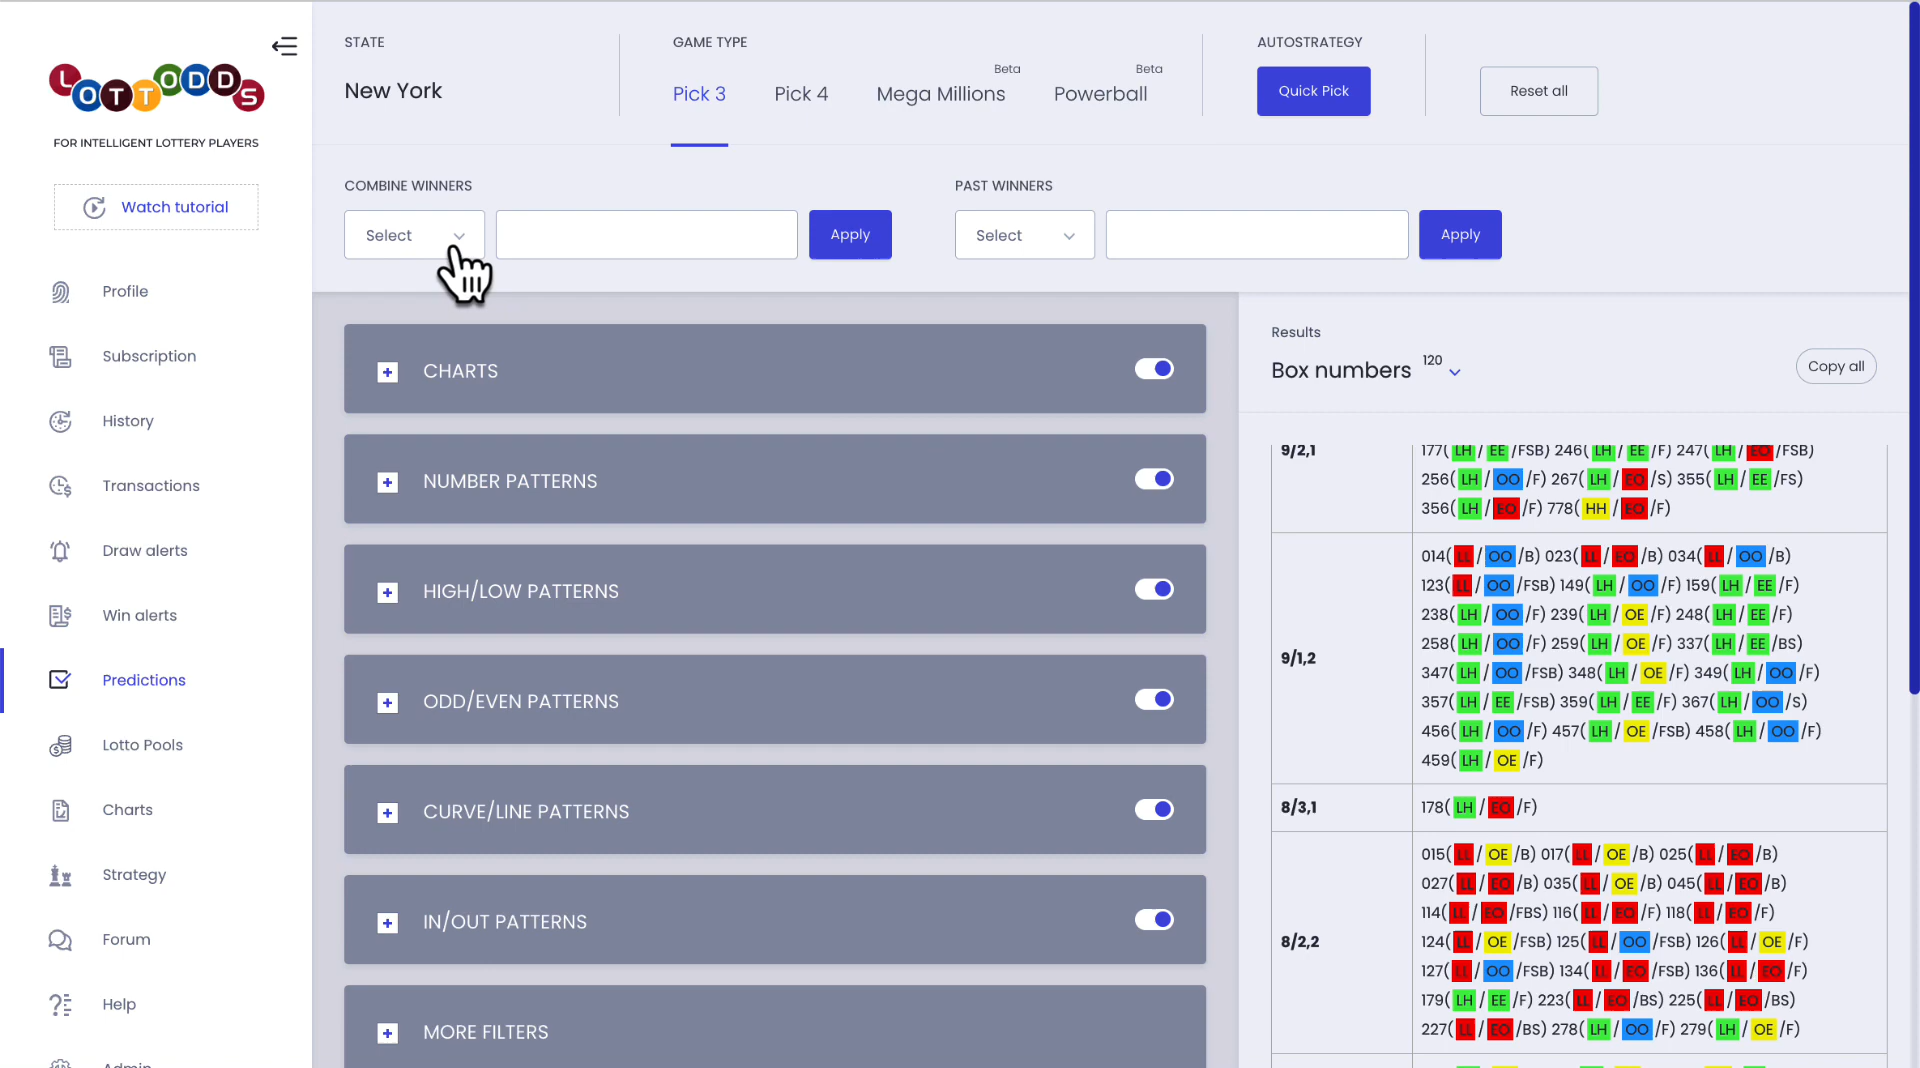 LOTTODDS
FOR INTELLIGENT LOTTERY PLAYERS
Watch tutorial
Profile
Subscription
History
Transactions
Draw alerts
Win alerts
Predictions
Lotto Pools
Charts
Strategy
Forum
Help
Admin
STATE
New York
GAME TYPE
Pick 3
Pick 4
Mega Millions
Beta
Powerball
Beta
AUTOSTRATEGY
Quick Pick
Reset all
COMBINE WINNERS
Select
Apply
PAST WINNERS
Select
Apply
CHARTS
NUMBER PATTERNS
HIGH/LOW PATTERNS
ODD/EVEN PATTERNS
CURVE/LINE PATTERNS
IN/OUT PATTERNS
MORE FILTERS
Results
Box numbers 120
Copy all
9/2,1
177( LH / EE /FSB) 246( LH / EE /F) 247( LH / EO /FSB)
256( LH / OO /F) 267( LH / EO /S) 355( LH / EE /FS)
356( LH / EO /F) 778( HH / EO /F)
9/1,2
014( LL / OO /B) 023( LL / EO /B) 034( LL / OO /B)
123( LL / OO /FSB) 149( LH / OO /F) 159( LH / EE /F)
238( LH / OO /F) 239( LH / OE /F) 248( LH / EE /F)
258( LH / OO /F) 259( LH / OE /F) 337( LH / EE /BS)
347( LH / OO /FSB) 348( LH / OE /F) 349( LH / OO /F)
357( LH / EE /FSB) 359( LH / EE /F) 367( LH / OO /S)
456( LH / OO /F) 457( LH / OE /FSB) 458( LH / OO /F)
459( LH / OE /F)
8/3,1
178( LH / EO /F)
8/2,2
015( LL / OE /B) 017( LL / OE /B) 025( LL / EO /B)
027( LL / EO /B) 035( LL / OE /B) 045( LL / EO /B)
114( LL / EO /FBS) 116( LL / EO /F) 118( LL / EO /F)
124( LL / OE /FSB) 125( LL / OO /FSB) 126( LL / OE /F)
127( LL / OO /FSB) 134( LL / EO /FSB) 136( LL / EO /F)
179( LH / EE /F) 223( LL / EO /BS) 225( LL / EO /BS)
227( LL / EO /BS) 278( LH / OO /F) 279( LH / OE /F)